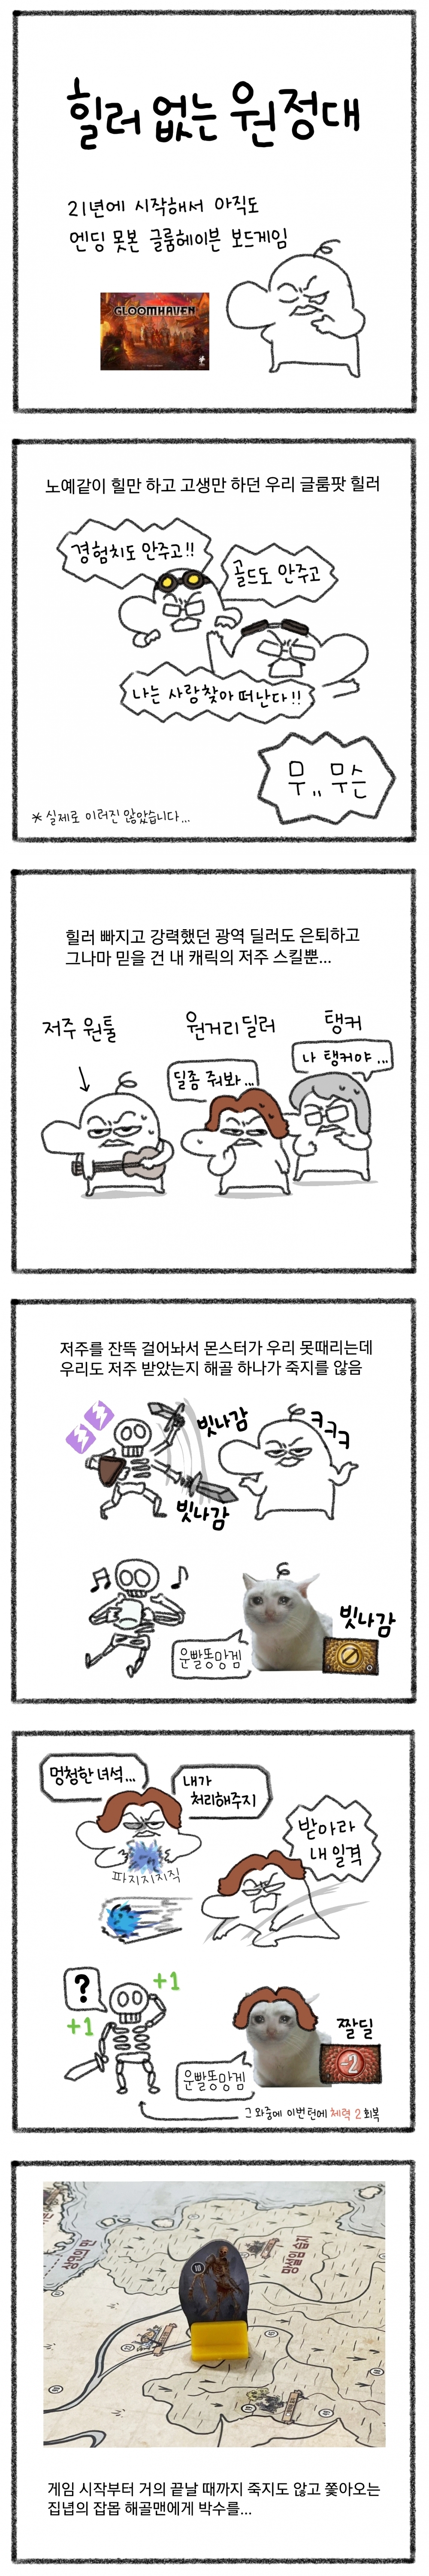 힐러 없는 원정대
21년에 시작해서 아직도
엔딩 못본 글룸헤이븐 보드게임
GLOOMHAVEN
노예같이 힐만 하고 고생만 하던 우리 글룸팟 힐러
경험치도 안주고!!
골드도 안주고
나는 사람찾아 떠난다!!
무.. 무슨
* 실제로 이러진 않았습니다...
힐러 빠지고 강력했던 광역 딜러도 은퇴하고
그나마 믿을 건 내 캐릭의 저주 스킬뿐...
저주 원툴
원거리딜러
탱커
딜좀 줘봐...
나 탱커야...
저주를 잔뜩 걸어놔서 몬스터가 우리 못때리는데
우리도 저주 받았는지 해골 하나가 죽지를 않음
빗나감
ㅋㅋㅋ
빗나감
빗나감
운빨똥망겜
멍청한 녀석...
내가
처리해주지
파지지지직
받아라
내 일격
?
+1
+1
짤딜
-2
운빨똥망겜
그 와중에 이번턴에 체력 2 회복
상역의 만
망설임 습지
10
게임 시작부터 거의 끝날 때까지 죽지도 않고 쫓아오는
집념의 잡몹 해골맨에게 박수를...